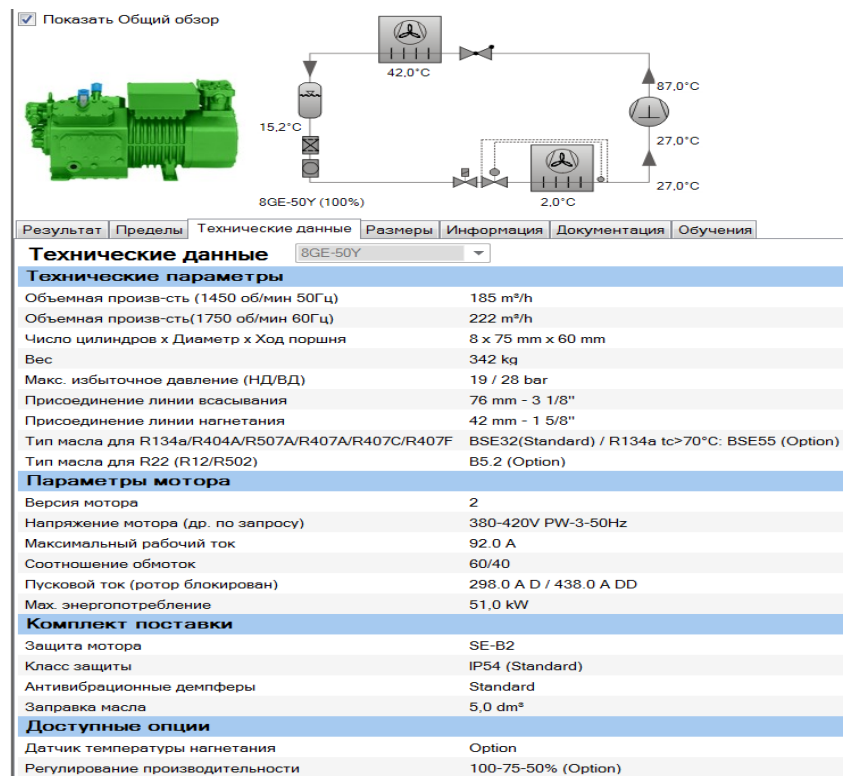 Показать Общий обзор
42,0°C
87,0°C
15,2°C
27,0°C
27,0°C
8GE-50Y (100%)
2,0°C
Результат Пределы Технические данные Размеры Информация Документация Обучения
Технические данные 8GE-50Y
Технические параметры
Объемная произв-сть (1450 об/мин 50Гц) 185 m³/h
Объемная произв-сть(1750 об/мин 60Гц) 222 m³/h
Число цилиндров x Диаметр x Ход поршня 8 x 75 mm x 60 mm
Вес 342 kg
Макс. избыточное давление (НД/ВД) 19 / 28 bar
Присоединение линии всасывания 76 mm - 3 1/8"
Присоединение линии нагнетания 42 mm - 1 5/8"
Тип масла для R134a/R404A/R507A/R407A/R407C/R407F BSE32(Standard) / R134a tc>70°C: BSE55 (Option)
Тип масла для R22 (R12/R502) B5.2 (Option)
Параметры мотора
Версия мотора 2
Напряжение мотора (др. по запросу) 380-420V PW-3-50Hz
Максимальный рабочий ток 92.0 A
Соотношение обмоток 60/40
Пусковой ток (ротор блокирован) 298.0 A D / 438.0 A DD
Мах. энергопотребление 51,0 kW
Комплект поставки
Защита мотора SE-B2
Класс защиты IP54 (Standard)
Антивибрационные демпферы Standard
Заправка масла 5,0 dm³
Доступные опции
Датчик температуры нагнетания Option
Регулирование производительности 100-75-50% (Option)